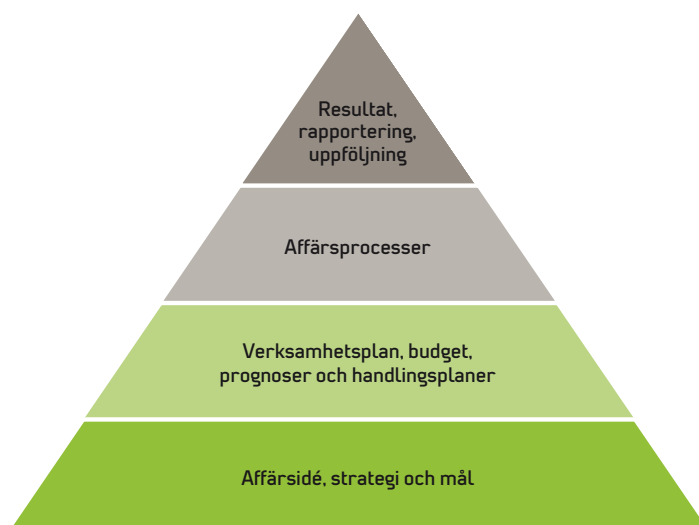 Resultat,
rapportering,
uppföljning
Affärsprocesser
Verksamhetsplan, budget,
prognoser och handlingsplaner
Affärsidé, strategi och mål